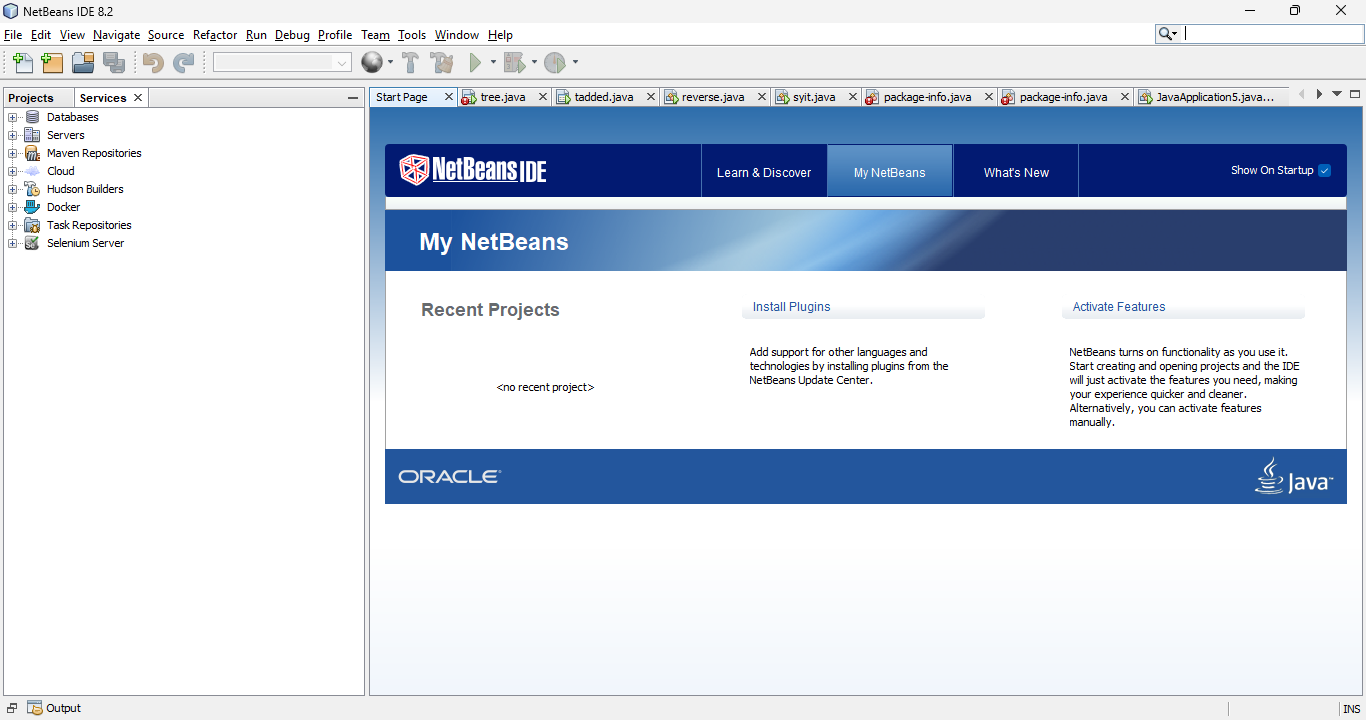 NetBeans IDE 8.2
File Edit View Navigate Source Refactor Run Debug Profile Team Tools Window Help
Projects Services
Start Page tree.java tadded.java reverse.java syit.java package-info.java package-info.java JavaApplication5.java...
Databases
Servers
Maven Repositories
Cloud
Hudson Builders
Docker
Task Repositories
Selenium Server
NetBeans IDE
Learn & Discover
My NetBeans
What's New
Show On Startup
My NetBeans
Recent Projects
<no recent project>
Install Plugins
Add support for other languages and
technologies by installing plugins from the
NetBeans Update Center.
Activate Features
NetBeans turns on functionality as you use it.
Start creating and opening projects and the IDE
will just activate the features you need, making
your experience quicker and cleaner.
Alternatively, you can activate features
manually.
ORACLE
Java
Output
INS